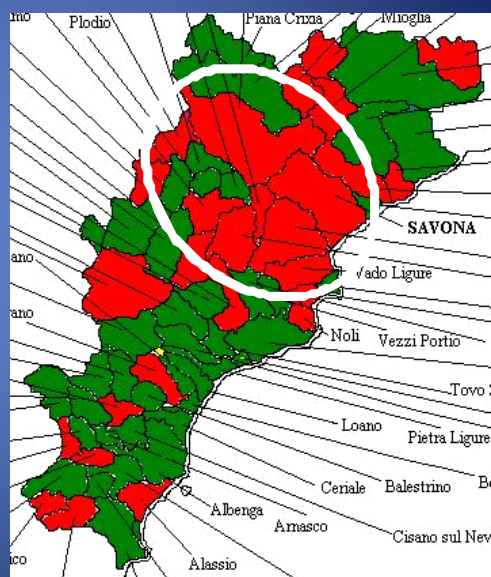 Plodio
Piana Crixia
Mioglia
SAVONA
Vado Ligure
Noli
Vezzi Portio
Tovo
Loano
Pietra Ligure
Ceriale
Balestrino
Albenga
Arnasco
Cisano sul Nev
Alassio